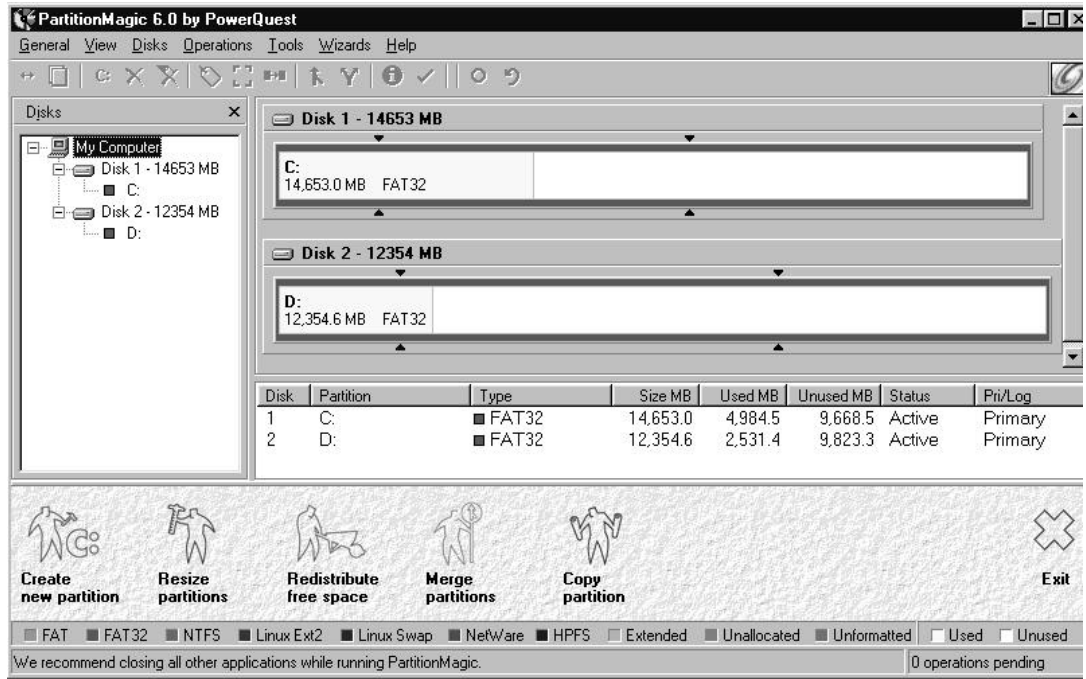 PartitionMagic 6.0 by PowerQuest
General View Disks Operations Tools Wizards Help
C:
Disks
My Computer
Disk 1 - 14653 MB
C:
Disk 2 - 12354 MB
D:
Disk 1 - 14653 MB
C:
14,653.0 MB FAT32
Disk 2 - 12354 MB
D:
12,354.6 MB FAT32
Disk Partition Type Size MB Used MB Unused MB Status Pri/Log
1 C: FAT32 14,653.0 4,984.5 9,668.5 Active Primary
2 D: FAT32 12,354.6 2,531.4 9,823.3 Active Primary
C:
Create
new partition
Resize
partitions
Redistribute
free space
Merge
partitions
Copy
partition
Exit
FAT FAT32 NTFS Linux Ext2 Linux Swap NetWare HPFS Extended Unallocated Unformatted Used Unused
We recommend closing all other applications while running PartitionMagic. 0 operations pending